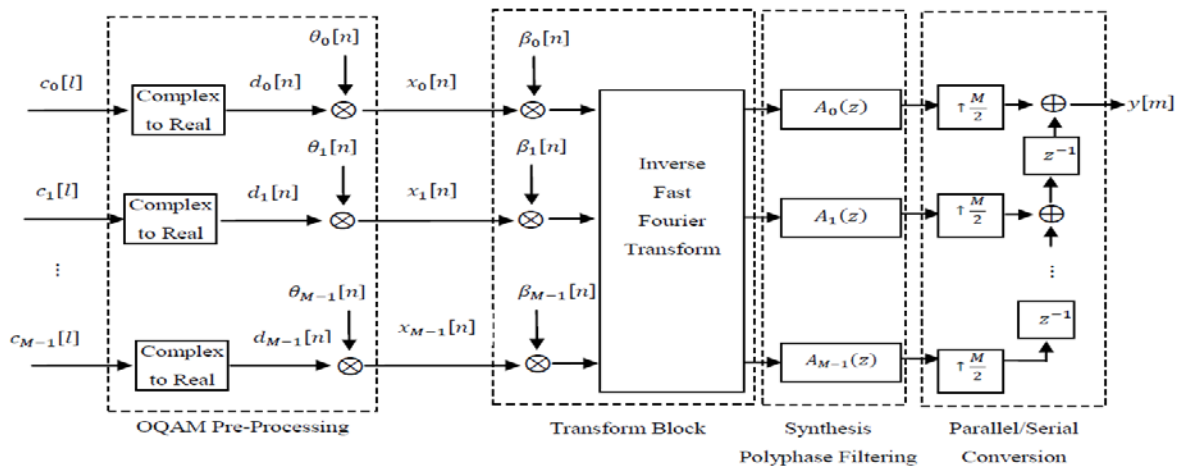 θ₀[n]
β₀[n]
c₀[l]
Complex to Real
d₀[n]
x₀[n]
A₀(z)
↑ M/2
y[m]
z⁻¹
θ₁[n]
β₁[n]
c₁[l]
Complex to Real
d₁[n]
x₁[n]
Inverse Fast Fourier Transform
A₁(z)
↑ M/2
⋯
⋯
z⁻¹
θ_{M−1}[n]
β_{M−1}[n]
c_{M−1}[l]
Complex to Real
d_{M−1}[n]
x_{M−1}[n]
A_{M−1}(z)
↑ M/2
OQAM Pre-Processing
Transform Block
Synthesis
Polyphase Filtering
Parallel/Serial
Conversion